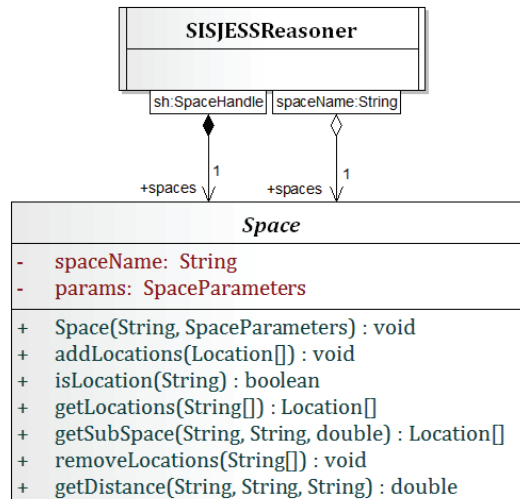 SISJESSReasoner
sh:SpaceHandle spaceName:String
1 1
+spaces +spaces
Space
- spaceName: String
- params: SpaceParameters
+ Space(String, SpaceParameters) : void
+ addLocations(Location[]) : void
+ isLocation(String) : boolean
+ getLocations(String[]) : Location[]
+ getSubSpace(String, String, double) : Location[]
+ removeLocations(String[]) : void
+ getDistance(String, String, String) : double